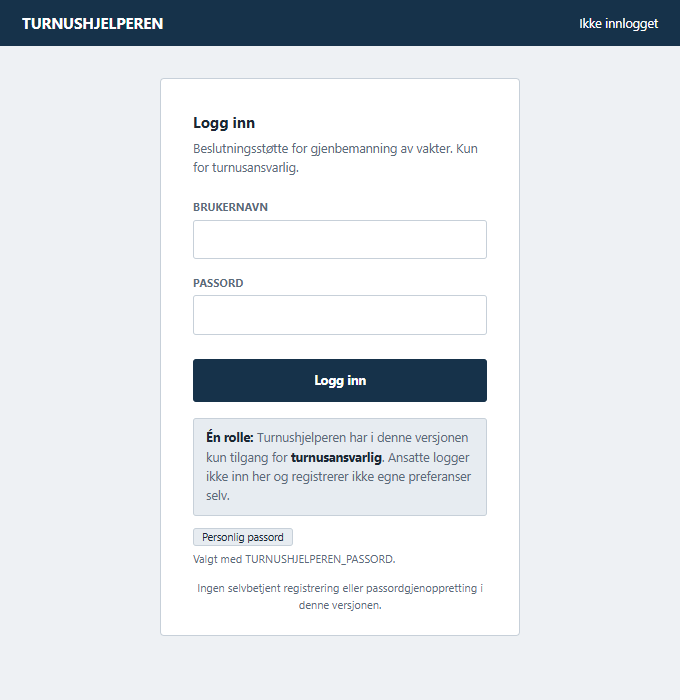 TURNUSHJELPEREN
Ikke innlogget
Logg inn
Beslutningsstøtte for gjenbemanning av vakter. Kun
for turnusansvarlig.
BRUKERNAVN
PASSORD
Logg inn
Én rolle: Turnushjelperen har i denne versjonen
kun tilgang for turnusansvarlig. Ansatte logger
ikke inn her og registrerer ikke egne preferanser
selv.
Personlig passord
Valgt med TURNUSHJELPEREN_PASSORD.
Ingen selvbetjent registrering eller passordgjenoppretting i
denne versjonen.